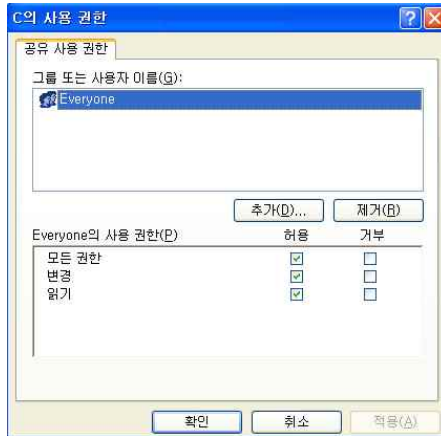 C의 사용 권한
공유 사용 권한
그룹 또는 사용자 이름(G):
Everyone
추가(D)... 제거(R)
Everyone의 사용 권한(P) 허용 거부
모든 권한
변경
읽기
확인 취소 적용(A)